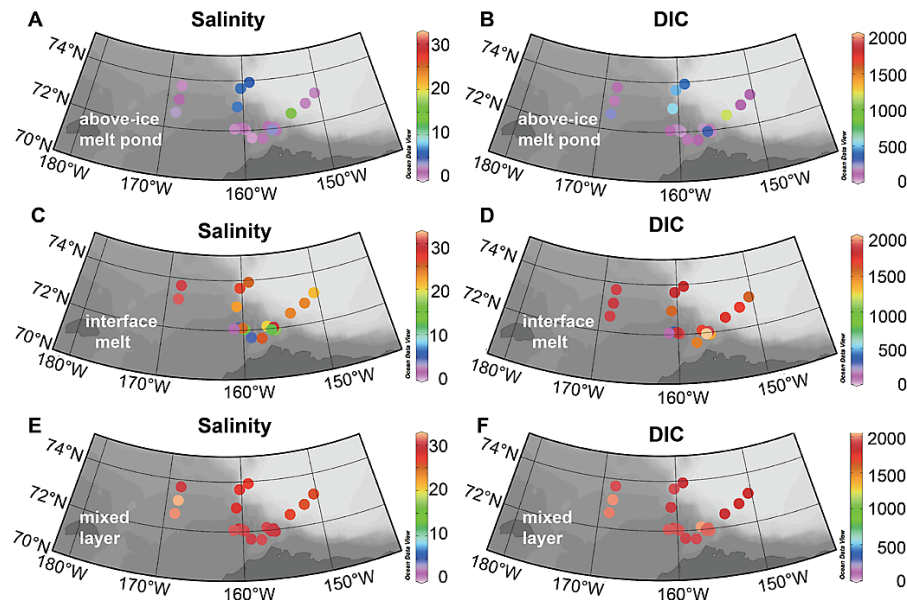 A Salinity
74°N
72°N
70°N
180°W
170°W
160°W
150°W
above-ice
melt pond
Ocean Data View
30
20
10
0
B DIC
74°N
72°N
70°N
180°W
170°W
160°W
150°W
above-ice
melt pond
Ocean Data View
2000
1500
1000
500
0
C Salinity
74°N
72°N
70°N
180°W
170°W
160°W
150°W
interface
melt
Ocean Data View
30
20
10
0
D DIC
74°N
72°N
70°N
180°W
170°W
160°W
150°W
interface
melt
Ocean Data View
2000
1500
1000
500
0
E Salinity
74°N
72°N
70°N
180°W
170°W
160°W
150°W
mixed
layer
Ocean Data View
30
20
10
0
F DIC
74°N
72°N
70°N
180°W
170°W
160°W
150°W
mixed
layer
Ocean Data View
2000
1500
1000
500
0